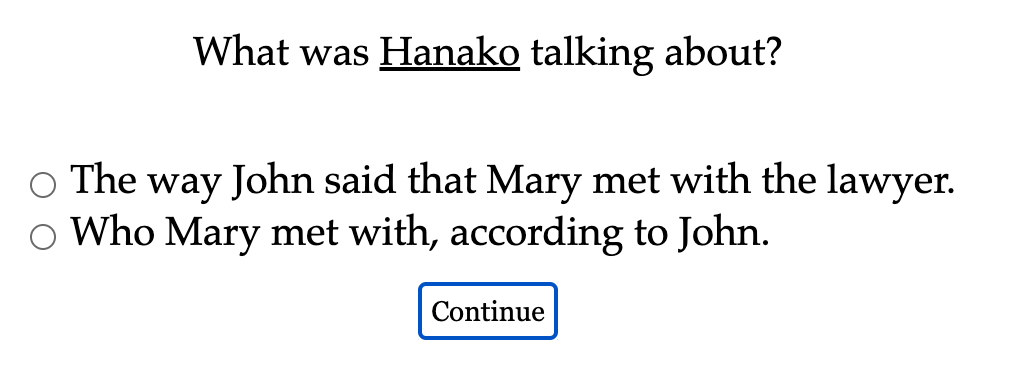 What was Hanako talking about?
The way John said that Mary met with the lawyer.
Who Mary met with, according to John.
Continue